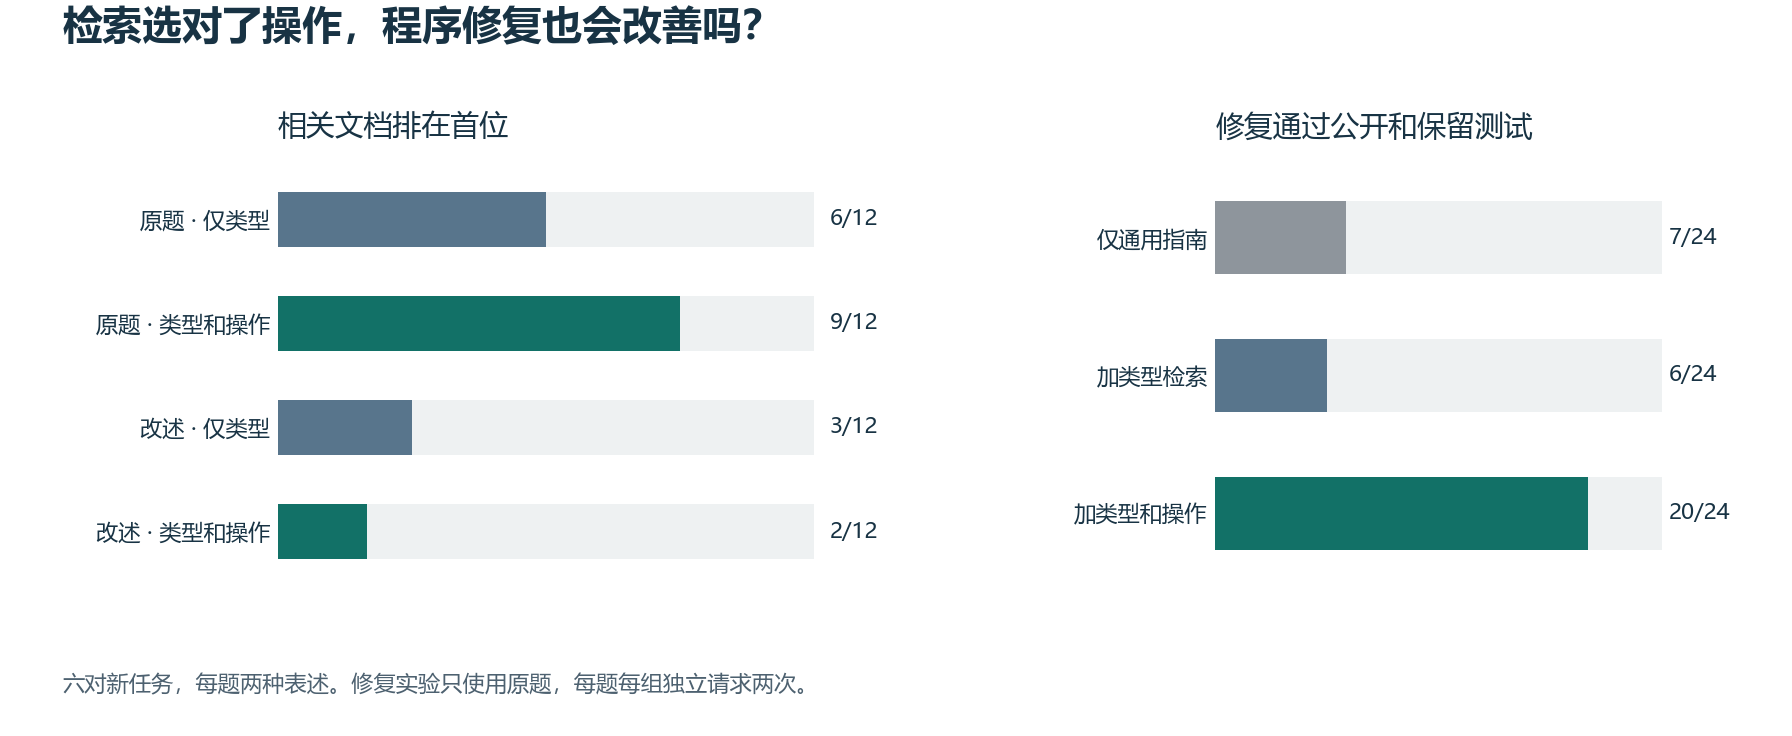 检索选对了操作，程序修复也会改善吗？
相关文档排在首位
原题 · 仅类型 6/12
原题 · 类型和操作 9/12
改述 · 仅类型 3/12
改述 · 类型和操作 2/12
修复通过公开和保留测试
仅通用指南 7/24
加类型检索 6/24
加类型和操作 20/24
六对新任务，每题两种表述。修复实验只使用原题，每题每组独立请求两次。